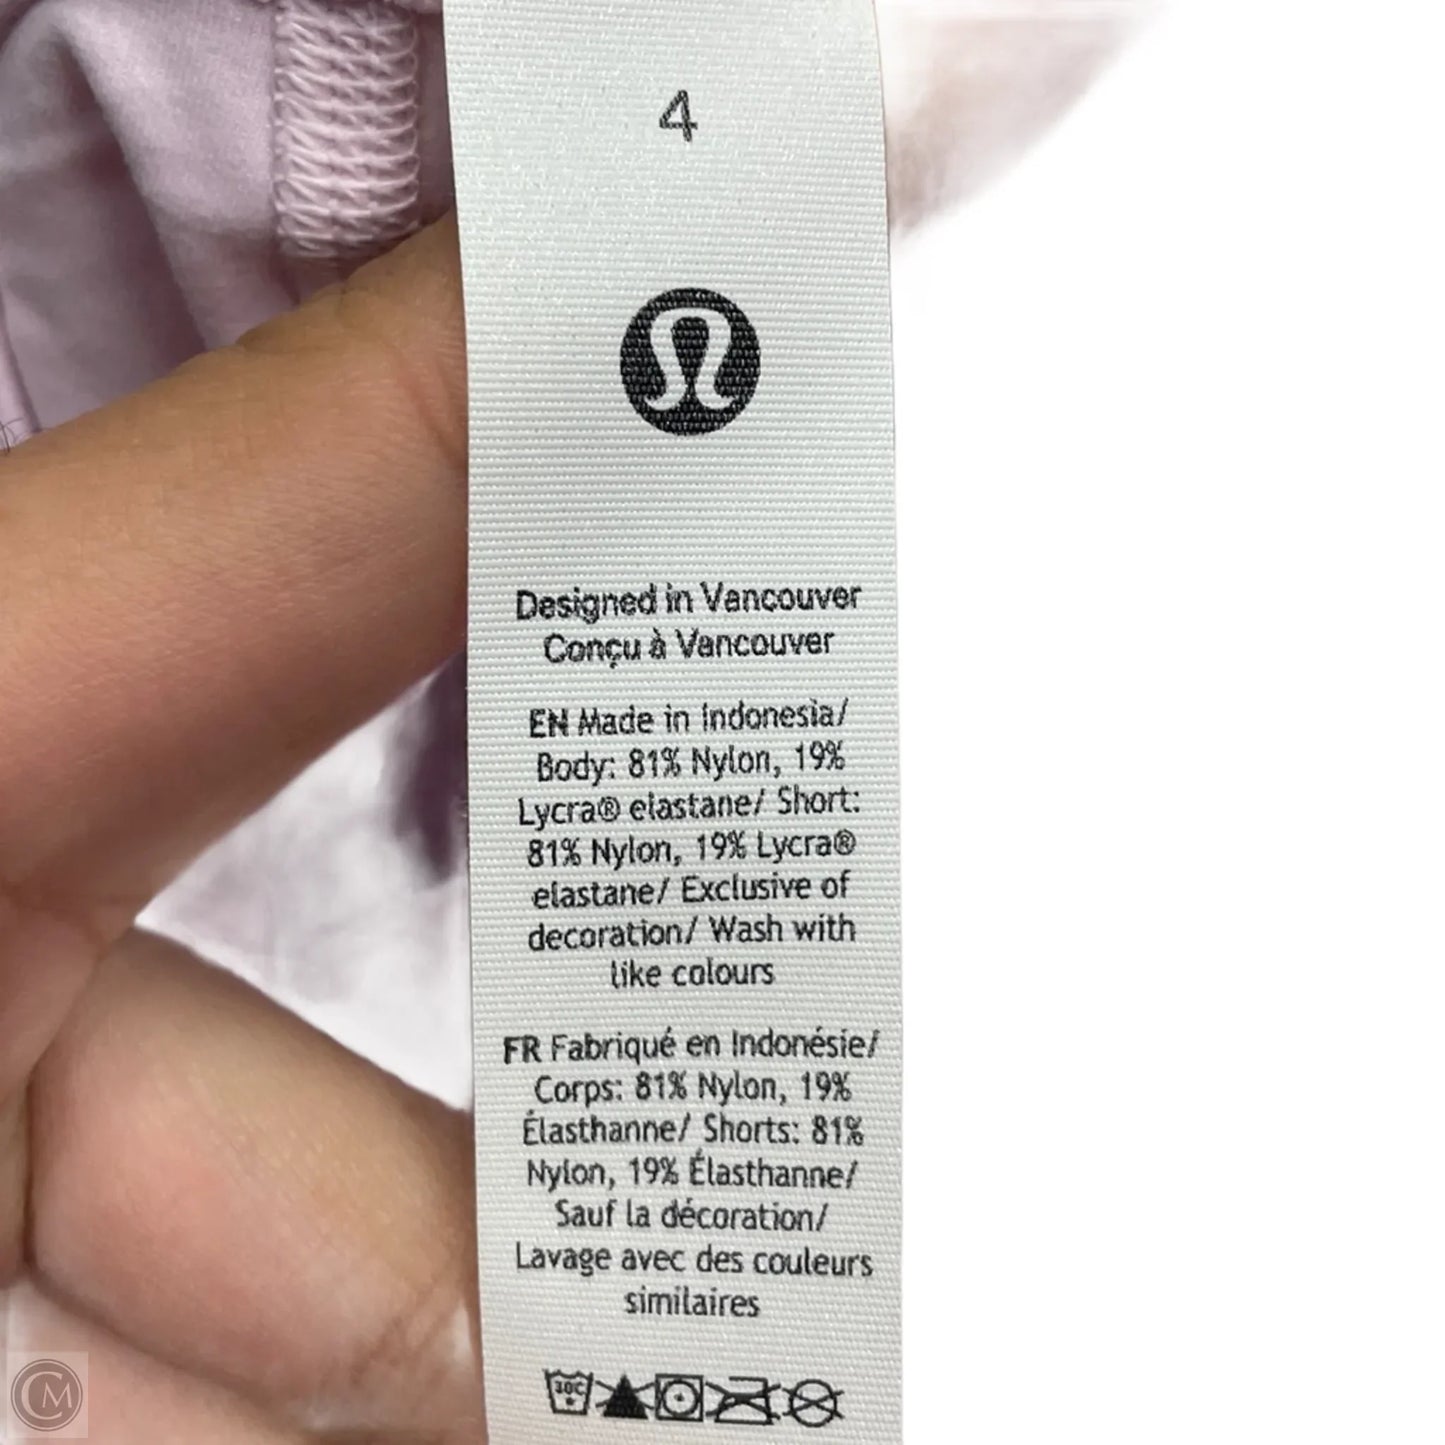 4
Designed in Vancouver
Conçu à Vancouver
EN Made in Indonesia/
Body: 81% Nylon, 19%
Lycra® elastane/ Short:
81% Nylon, 19% Lycra®
elastane/ Exclusive of
decoration/ Wash with
like colours
FR Fabriqué en Indonésie/
Corps: 81% Nylon, 19%
Élasthanne/ Shorts: 81%
Nylon, 19% Élasthanne/
Sauf la décoration/
Lavage avec des couleurs
similaires
30C
CM